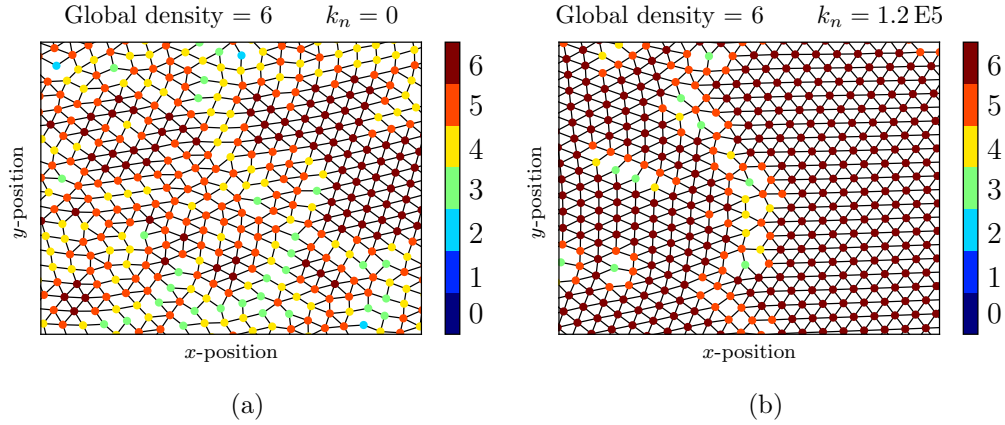 Global density = 6 k_n = 0
y-position
6
5
4
3
2
1
0
x-position
(a)
Global density = 6 k_n = 1.2 E5
y-position
6
5
4
3
2
1
0
x-position
(b)